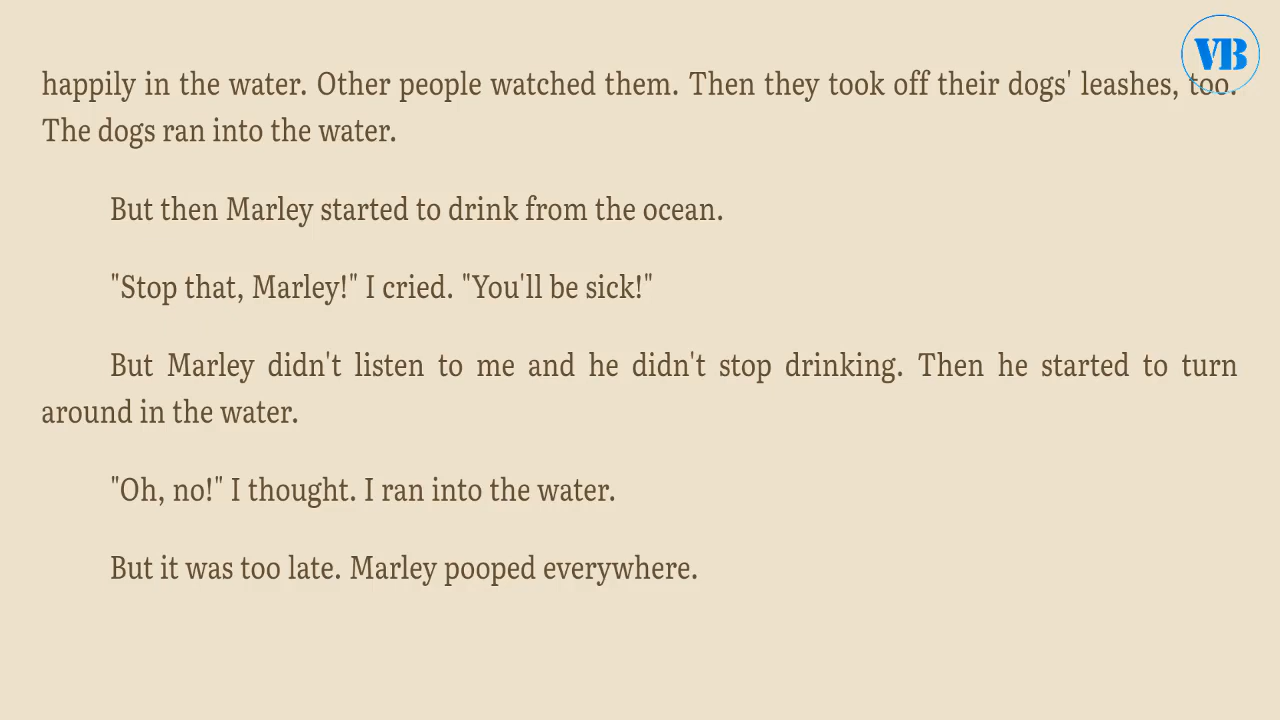 VB
happily in the water. Other people watched them. Then they took off their dogs' leashes, too.
The dogs ran into the water.
But then Marley started to drink from the ocean.
"Stop that, Marley!" I cried. "You'll be sick!"
But Marley didn't listen to me and he didn't stop drinking. Then he started to turn
around in the water.
"Oh, no!" I thought. I ran into the water.
But it was too late. Marley pooped everywhere.